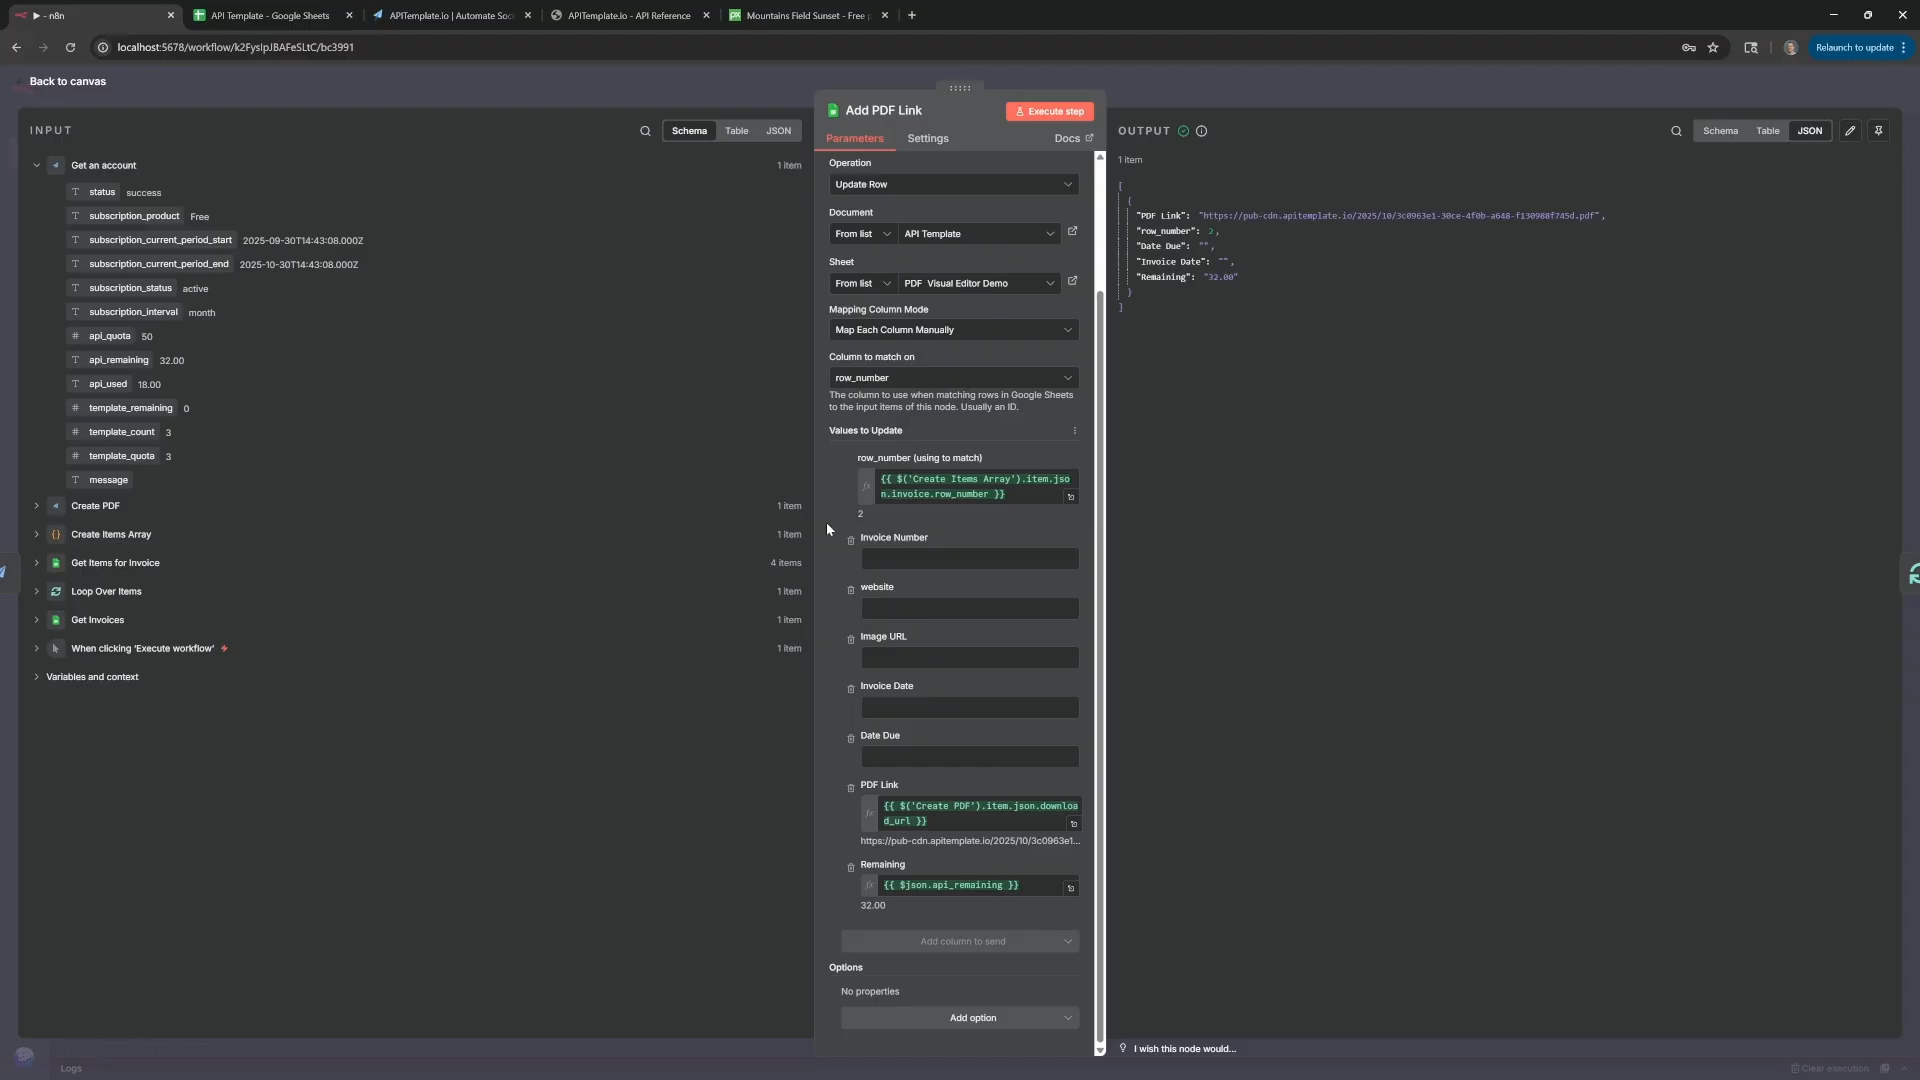 - n8n
API Template - Google Sheets
APITemplate.io | Automate Soc
APITemplate.io - API Reference
Mountains Field Sunset - Free
localhost:5678/workflow/k2FysIpJBAFeSLtC/bc3991
Relaunch to update
Back to canvas
INPUT
Schema
Table
JSON
Get an account
1 item
T status success
T subscription_product Free
T subscription_current_period_start 2025-09-30T14:43:08.000Z
T subscription_current_period_end 2025-10-30T14:43:08.000Z
T subscription_status active
T subscription_interval month
# api_quota 50
T api_remaining 32.00
T api_used 18.00
# template_remaining 0
# template_count 3
# template_quota 3
T message
Create PDF 1 item
Create Items Array 1 item
Get Items for Invoice 4 items
Loop Over Items 1 item
Get Invoices 1 item
When clicking ‘Execute workflow’ 1 item
Variables and context
Add PDF Link
Execute step
Parameters
Settings
Docs
Operation
Update Row
Document
From list
API Template
Sheet
From list
PDF Visual Editor Demo
Mapping Column Mode
Map Each Column Manually
Column to match on
row_number
The column to use when matching rows in Google Sheets
to the input items of this node. Usually an ID.
Values to Update
row_number (using to match)
fx
{{ $('Create Items Array').item.jso
n.invoice.row_number }}
2
Invoice Number
website
Image URL
Invoice Date
Date Due
PDF Link
fx
{{ $('Create PDF').item.json.downloa
d_url }}
https://pub-cdn.apitemplate.io/2025/10/3c0963e1...
Remaining
fx {{ $json.api_remaining }}
32.00
Add column to send
Options
No properties
Add option
OUTPUT
Schema
Table
JSON
1 item
[
{
"PDF Link": "https://pub-cdn.apitemplate.io/2025/10/3c0963e1-30ce-4f0b-a648-f130988f745d.pdf",
"row_number": 2,
"Date Due": "",
"Invoice Date": "",
"Remaining": "32.00"
}
]
I wish this node would...
SP
Logs
Clear execution